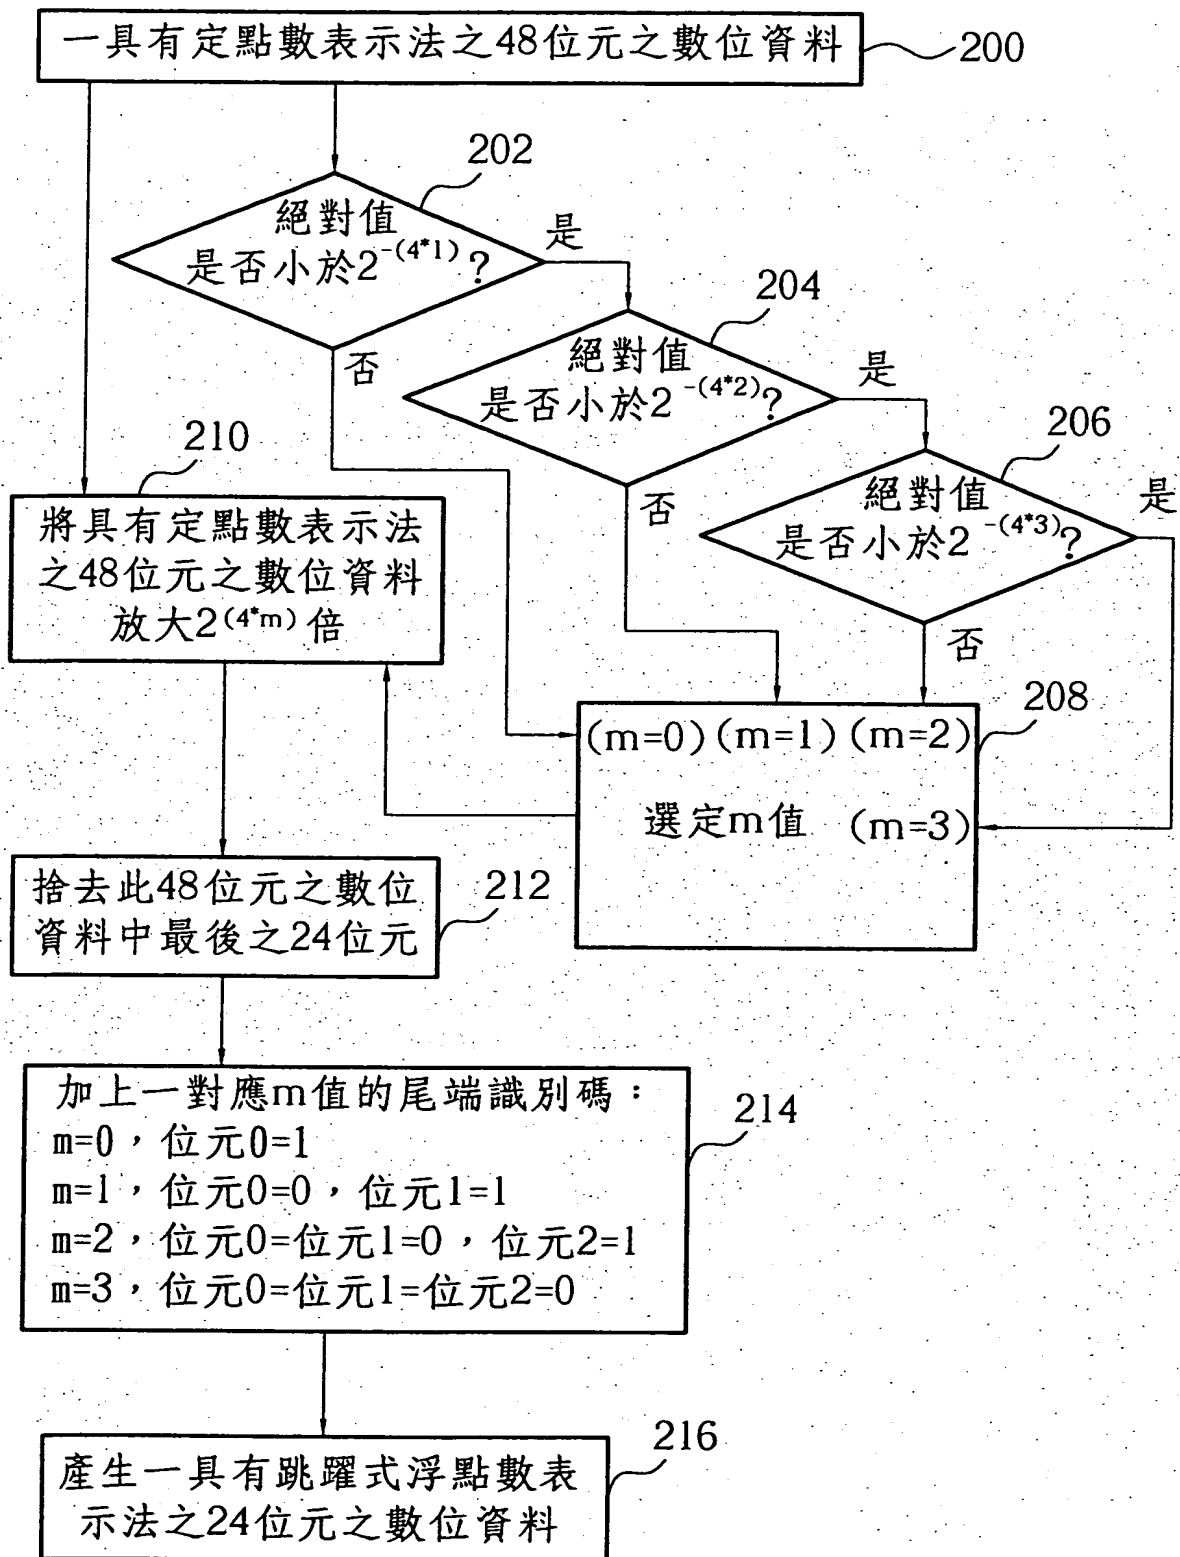 一具有定點數表示法之48位元之數位資料
200
202
絕對值
是否小於2^-(4*1)?
是
否
204
絕對值
是否小於2^-(4*2)?
是
否
206
絕對值
是否小於2^-(4*3)?
是
否
210
將具有定點數表示法
之48位元之數位資料
放大2^(4*m)倍
208
(m=0)(m=1)(m=2)
選定m值 (m=3)
212
捨去此48位元之數位
資料中最後之24位元
214
加上一對應m值的尾端識別碼：
m=0，位元0=1
m=1，位元0=0，位元1=1
m=2，位元0=位元1=0，位元2=1
m=3，位元0=位元1=位元2=0
216
產生一具有跳躍式浮點數表
示法之24位元之數位資料